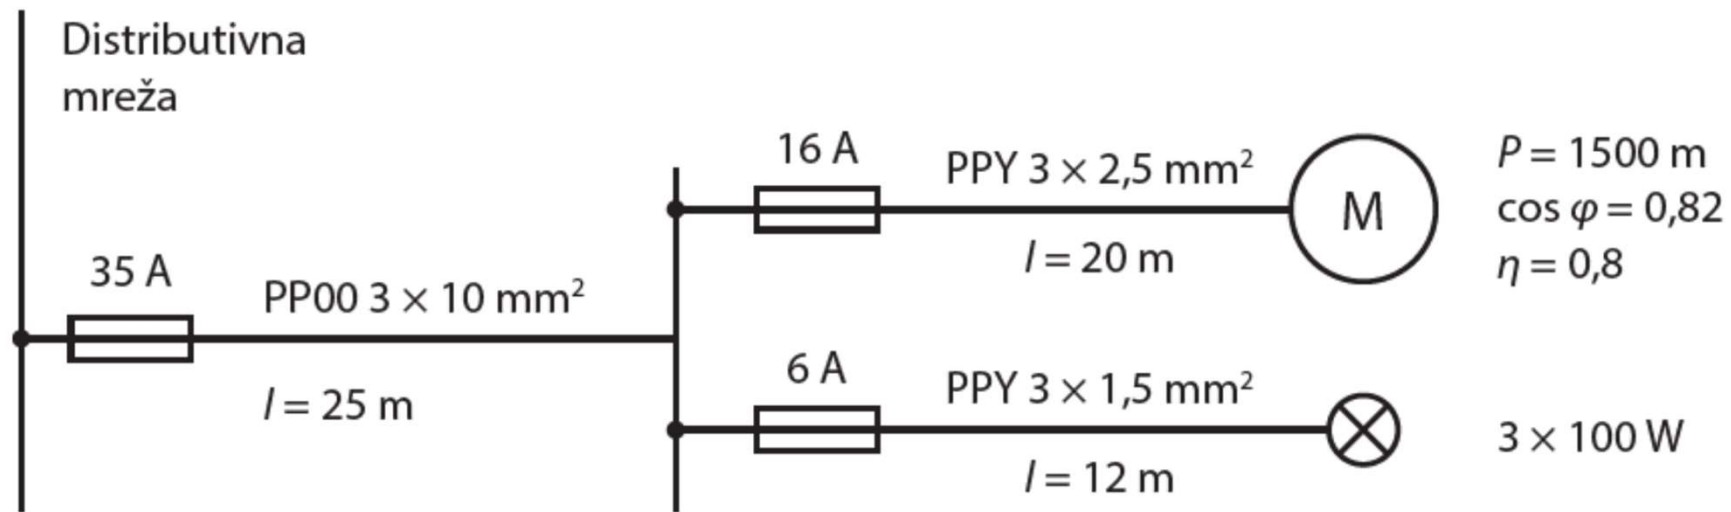 Distributivna
mreža
35 A
PP00 3 × 10 mm²
l = 25 m
16 A
PPY 3 × 2,5 mm²
l = 20 m
M
P = 1500 m
cos φ = 0,82
η = 0,8
6 A
PPY 3 × 1,5 mm²
l = 12 m
3 × 100 W